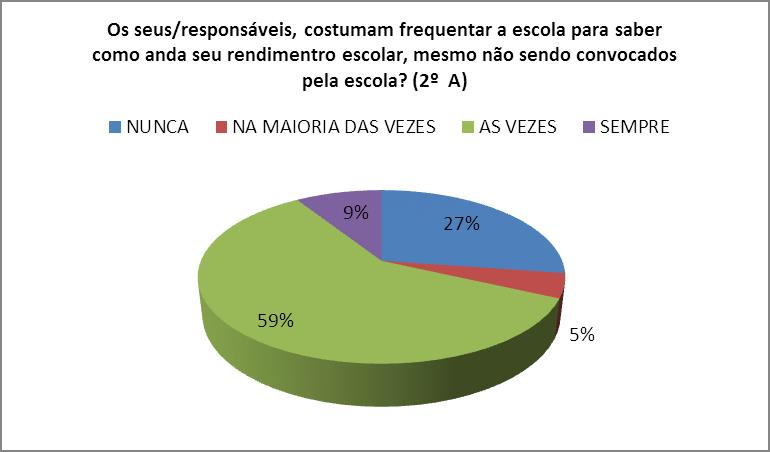 Os seus/responsáveis, costumam frequentar a escola para saber
como anda seu rendimentro escolar, mesmo não sendo convocados
pela escola? (2º A)
NUNCA NA MAIORIA DAS VEZES AS VEZES SEMPRE
9%
27%
59%
5%